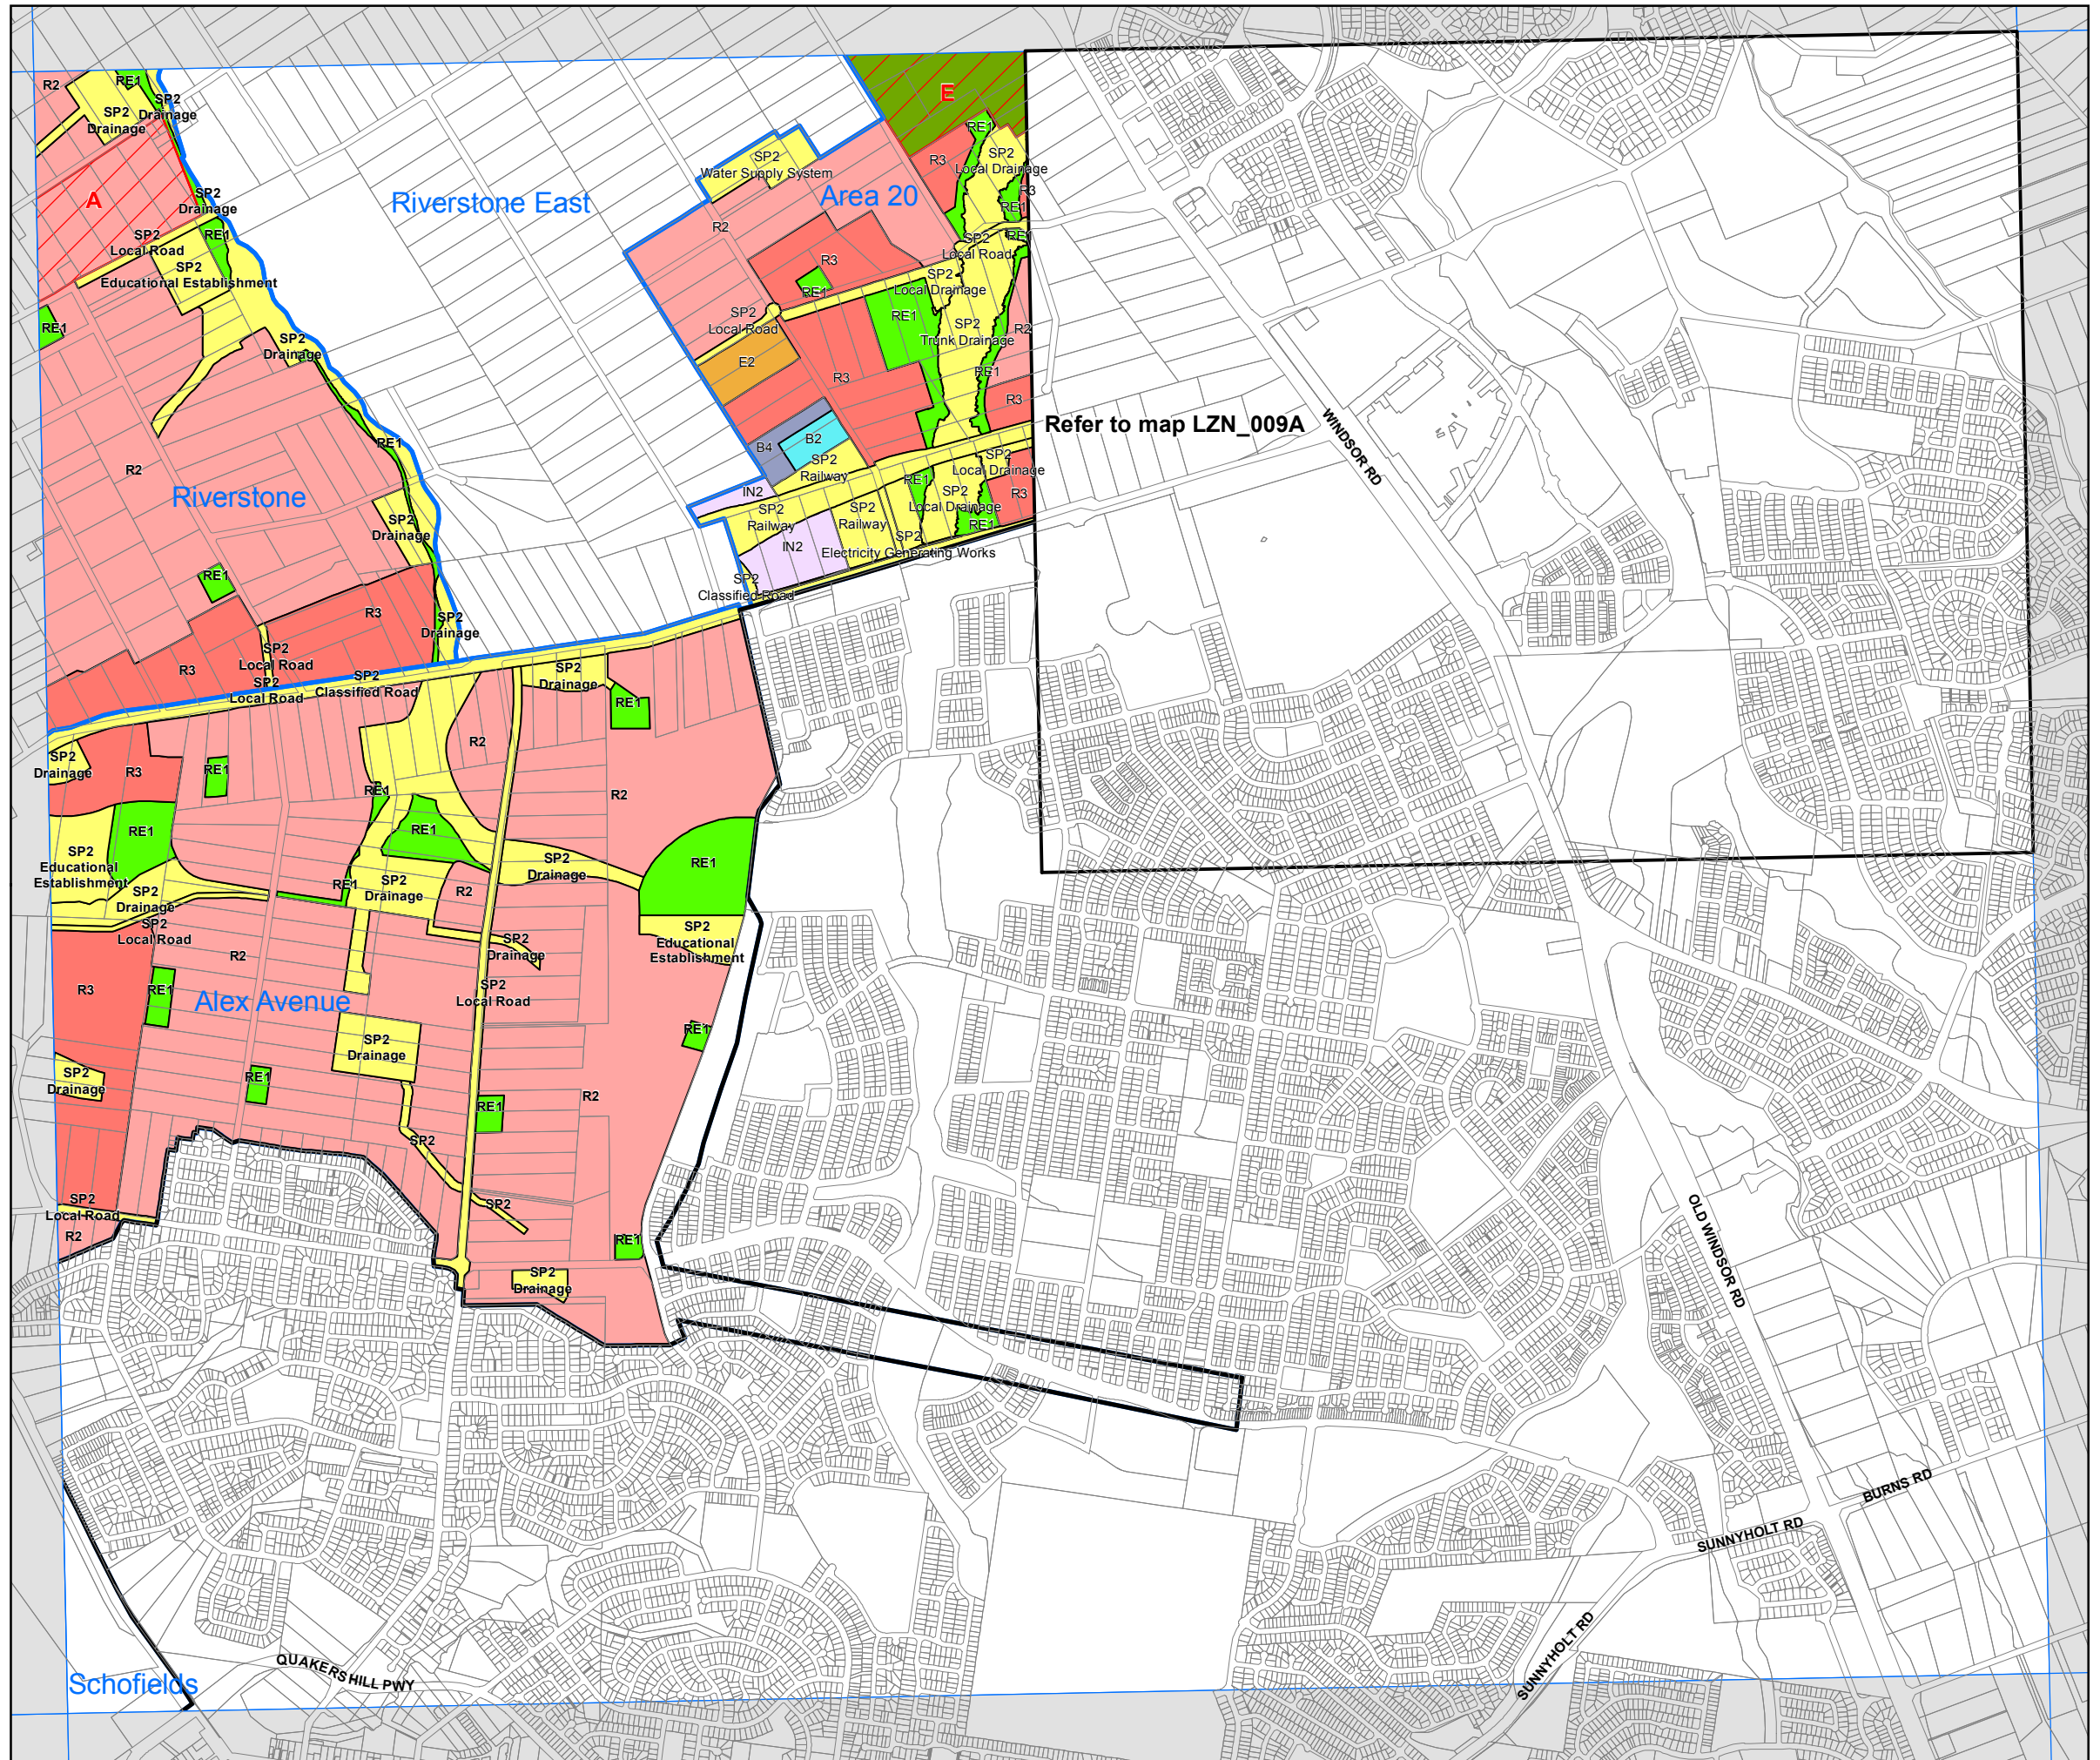 R2
RE1
SP2
Drainage
SP2
Drainage
A
SP2
Drainage
SP2
Local Road
RE1
SP2
Educational Establishment
RE1
SP2
Drainage
Riverstone East
RE1
R2
Riverstone
SP2
Drainage
RE1
R3
SP2
Drainage
R3
SP2
Local Road
SP2
Local Road
SP2
Classified Road
E
RE1
R3
SP2
Local Drainage
R3
RE1
SP2
Water Supply System
Area 20
R2
RE1
SP2
Local Road
R3
RE1
SP2
Local Drainage
RE1
SP2
Local Road
SP2
Trunk Drainage
R2
E2
R3
RE1
R3
Refer to map LZN_009A
B4
B2
SP2
Railway
SP2
Local Drainage
IN2
RE1
SP2
Local Drainage
R3
SP2
Railway
SP2
Railway
RE1
IN2
SP2
Electricity Generating Works
SP2
Classified Road
WINDSOR RD
SP2
Drainage
RE1
R2
SP2
Drainage
R3
RE1
RE1
R2
RE1
RE1
SP2
Educational
Establishment
RE1
SP2
Drainage
SP2
Drainage
RE1
SP2
Drainage
R2
SP2
Local Road
SP2
Educational
Establishment
R2
SP2
Drainage
R3
RE1
Alex Avenue
SP2
Local Road
RE1
SP2
Drainage
SP2
Drainage
RE1
RE1
R2
SP2
SP2
SP2
Local Road
R2
RE1
SP2
Drainage
OLD WINDSOR RD
BURNS RD
SUNNYHOLT RD
SUNNYHOLT RD
QUAKERS HILL PWY
Schofields